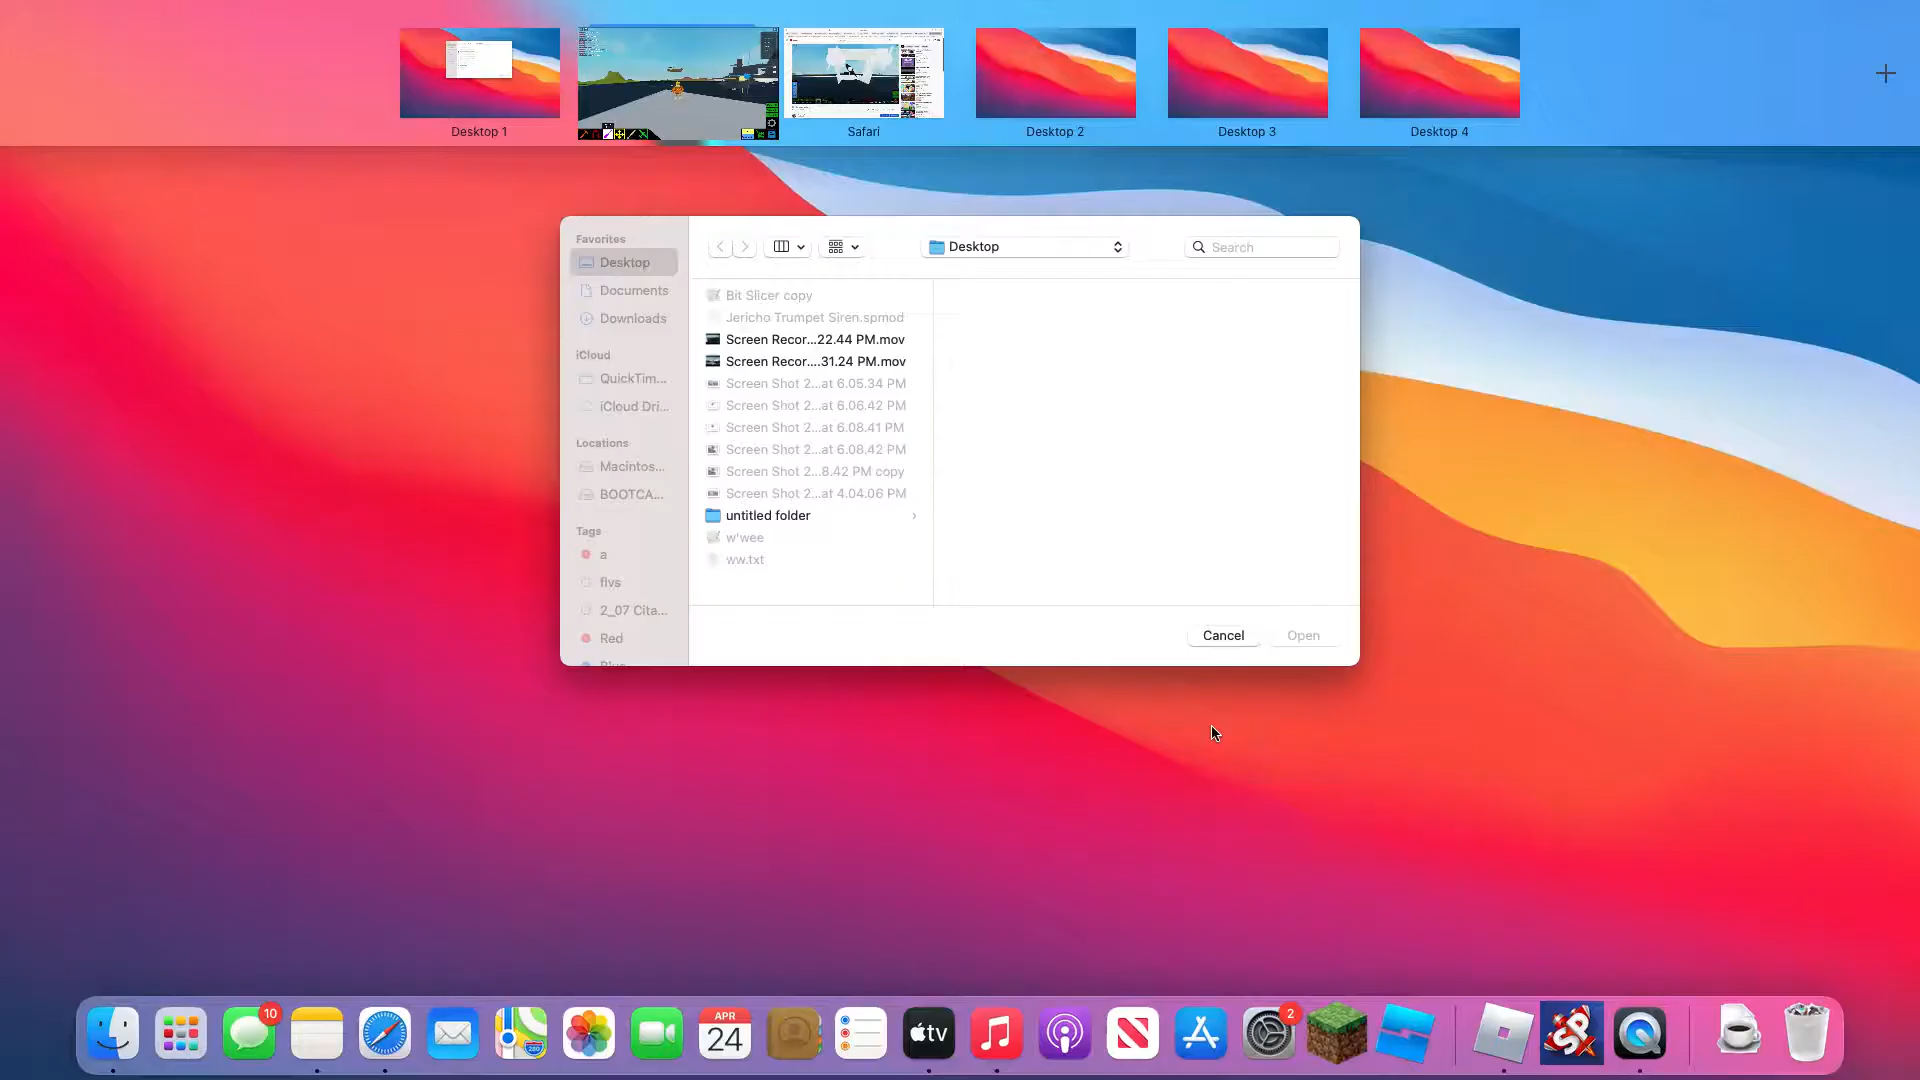 Desktop 1
Safari
Desktop 2
Desktop 3
Desktop 4
Favorites
Desktop
Documents
Downloads
iCloud
QuickTim...
iCloud Dri...
Locations
Macintos...
BOOTCA...
Tags
a
flvs
2_07 Cita...
Red
Desktop
Search
Bit Slicer copy
Jericho Trumpet Siren.spmod
Screen Recor...22.44 PM.mov
Screen Recor....31.24 PM.mov
Screen Shot 2...at 6.05.34 PM
Screen Shot 2...at 6.06.42 PM
Screen Shot 2...at 6.08.41 PM
Screen Shot 2...at 6.08.42 PM
Screen Shot 2...8.42 PM copy
Screen Shot 2...at 4.04.06 PM
untitled folder
w'wee
ww.txt
Cancel
Open
10
APR
24
tv
2
280